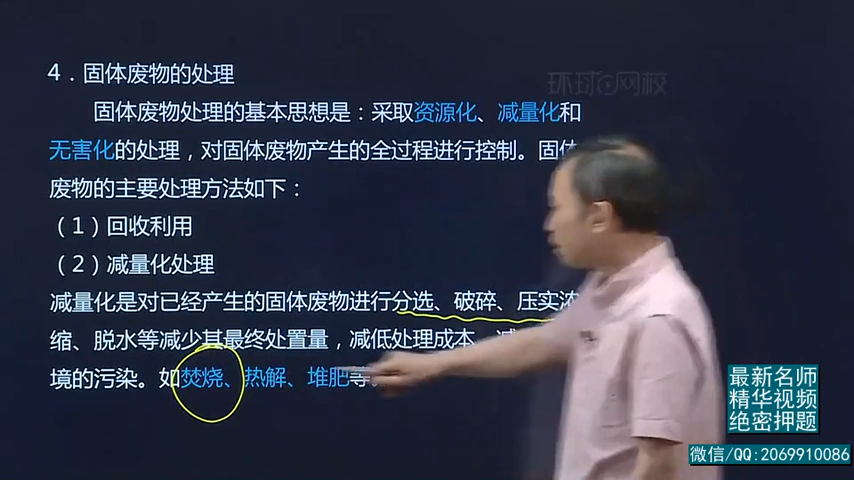 4．固体废物的处理
环球网校
固体废物处理的基本思想是：采取资源化、减量化和
无害化的处理，对固体废物产生的全过程进行控制。固体
废物的主要处理方法如下：
（1）回收利用
（2）减量化处理
减量化是对已经产生的固体废物进行分选、破碎、压实浓
缩、脱水等减少其最终处置量，减低处理成本、减
境的污染。如焚烧、热解、堆肥等。
最新名师
精华视频
绝密押题
微信/QQ:2069910086